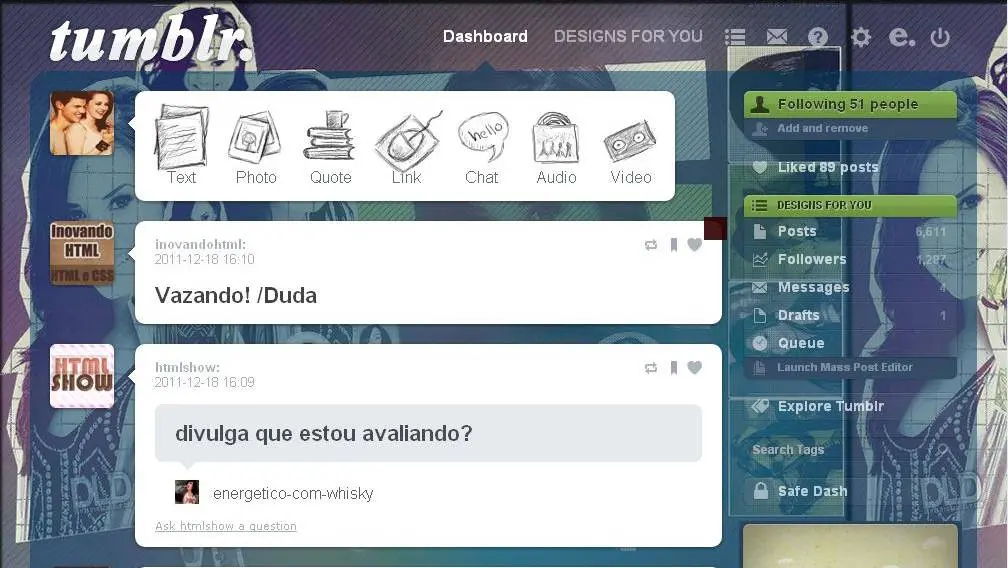 tumblr.
Dashboard
DESIGNS FOR YOU
e.
hello
Text
Photo
Quote
Link
Chat
Audio
Video
Inovando
HTML
HTML e CSS
inovandohtml:
2011-12-18 16:10
Vazando! /Duda
HTML
SHOW
htmlshow:
2011-12-18 16:09
divulga que estou avaliando?
energetico-com-whisky
Ask htmlshow a question
Following 51 people
Add and remove
Liked 89 posts
DESIGNS FOR YOU
Posts 6,611
Followers 1,287
Messages 4
Drafts 1
Queue
Launch Mass Post Editor
Explore Tumblr
Search Tags
Safe Dash